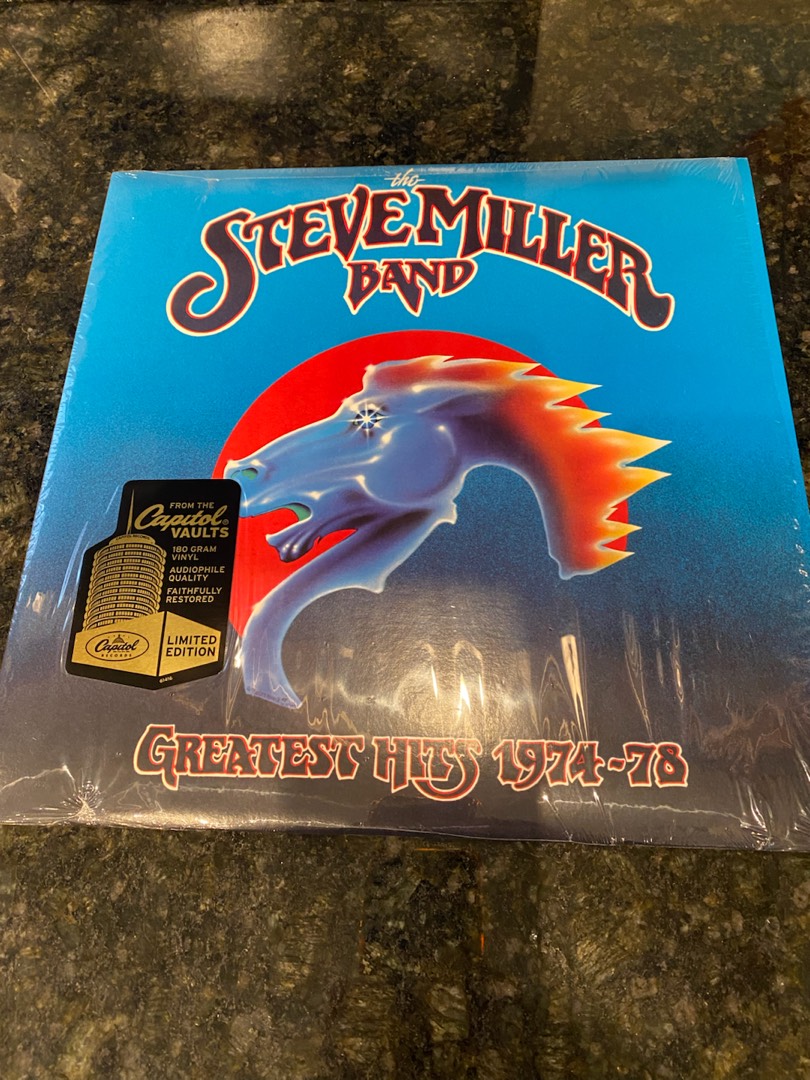 the
STEVE MILLER
BAND
FROM THE
Capitol®
VAULTS
180 GRAM
VINYL
AUDIOPHILE
QUALITY
FAITHFULLY
RESTORED
LIMITED
EDITION
Capitol
RECORDS
61416
GREATEST HITS 1974-78